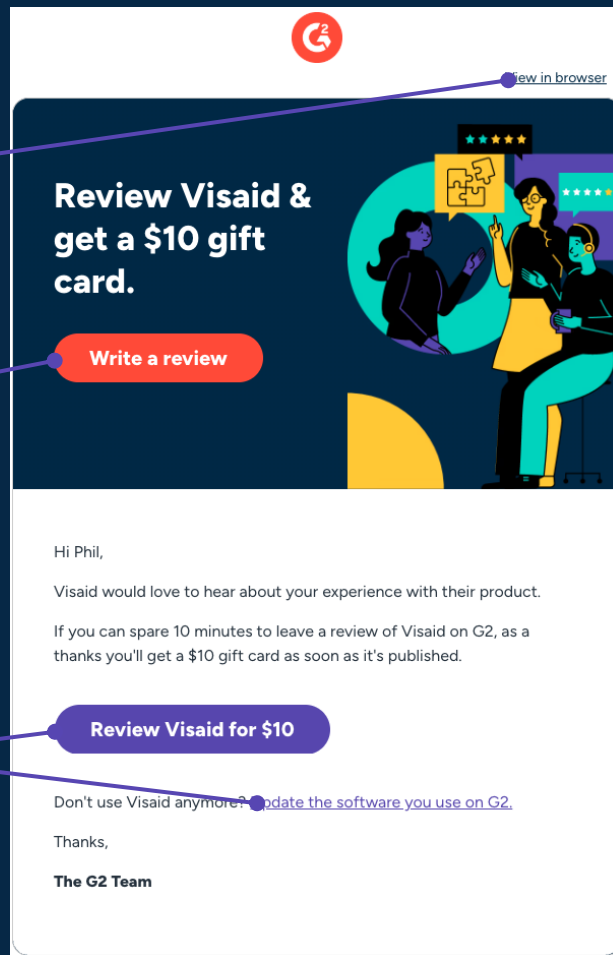 G2
View in browser
Review Visaid &
get a $10 gift
card.
Write a review
Hi Phil,
Visaid would love to hear about your experience with their product.
If you can spare 10 minutes to leave a review of Visaid on G2, as a
thanks you'll get a $10 gift card as soon as it's published.
Review Visaid for $10
Don't use Visaid anymore? Update the software you use on G2.
Thanks,
The G2 Team